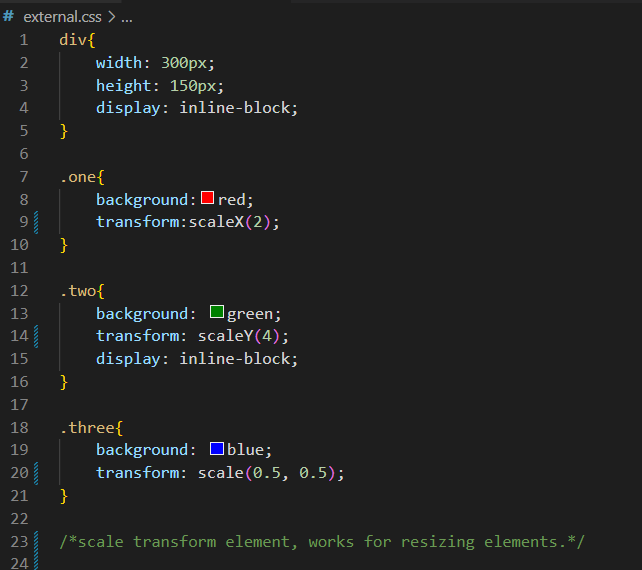 # external.css > ...
1 div{
2 width: 300px;
3 height: 150px;
4 display: inline-block;
5 }
6
7 .one{
8 background: red;
9 transform:scaleX(2);
10 }
11
12 .two{
13 background: green;
14 transform: scaleY(4);
15 display: inline-block;
16 }
17
18 .three{
19 background: blue;
20 transform: scale(0.5, 0.5);
21 }
22
23 /*scale transform element, works for resizing elements.*/
24